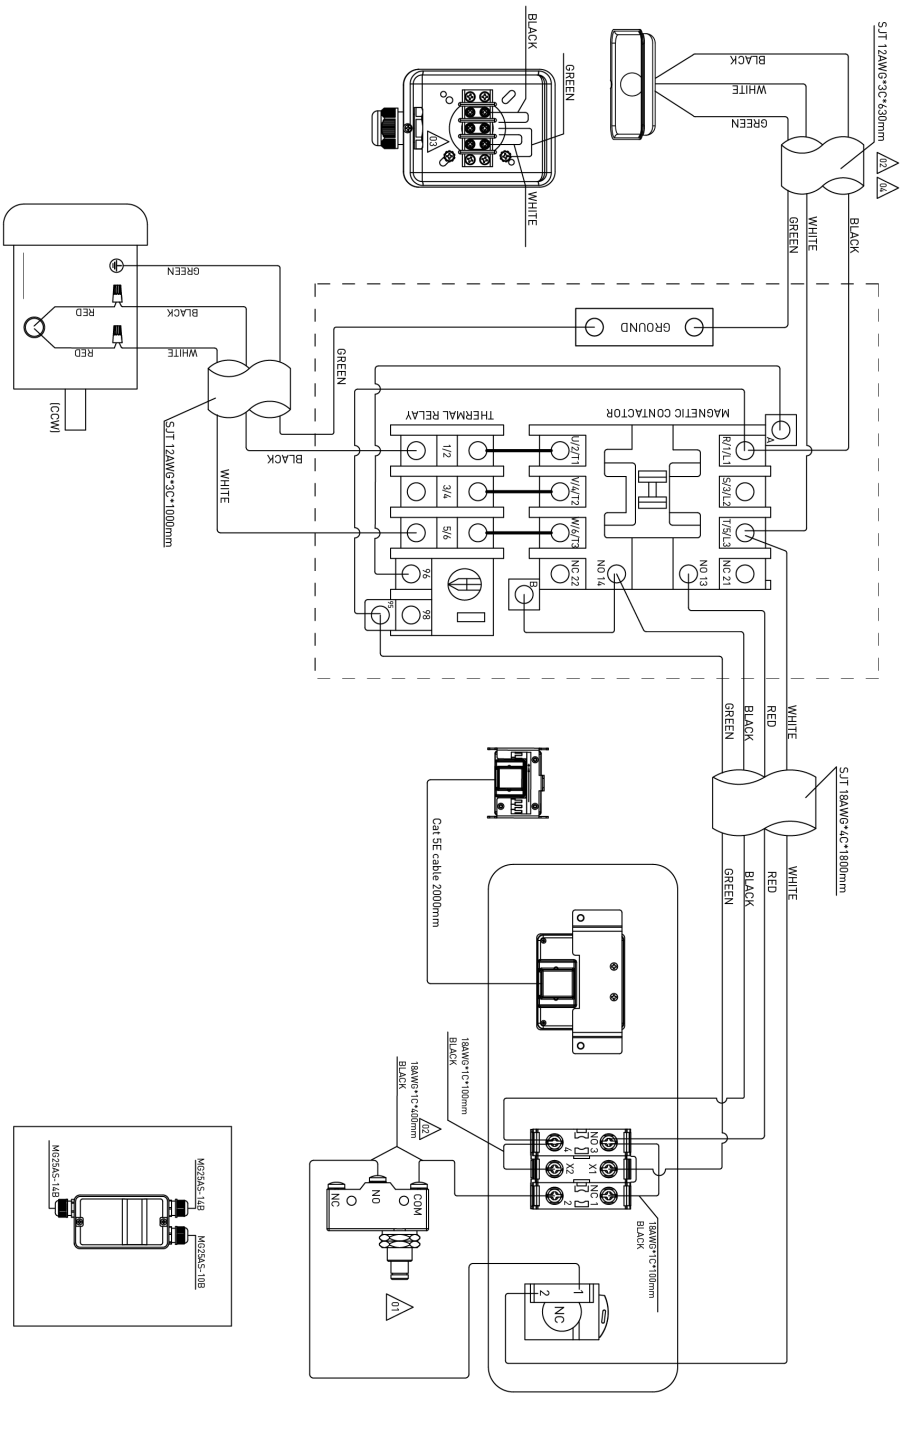 BLACK
GREEN
WHITE
03
BLACK
WHITE
GREEN
SJT 12AWG*3C*630mm
02
04
GREEN
WHITE
BLACK
GREEN
RED
BLACK
RED
WHITE
(CCW)
SJT 12AWG*3C*1000mm
BLACK
WHITE
GREEN
GROUND
THERMAL RELAY
MAGNETIC CONTACTOR
A
1/2
3/4
5/6
96
95
98
U/2/T1
V/4/T2
W/6/T3
NC 22
NO 14
B
R/1/L1
S/3/L2
T/5/L3
NC 21
NO 13
GREEN
BLACK
RED
WHITE
SJT 18AWG*4C*1800mm
GREEN
BLACK
RED
WHITE
Cat 5E cable 2000mm
18AWG*1C*100mm
BLACK
18AWG*1C*400mm
BLACK
02
NO 3
4
X1
X2
NC 1
2
18AWG*1C*100mm
BLACK
NC
NO
COM
01
1
2
NC
MG25AS-14B
MG25AS-14B
MG25AS-10B